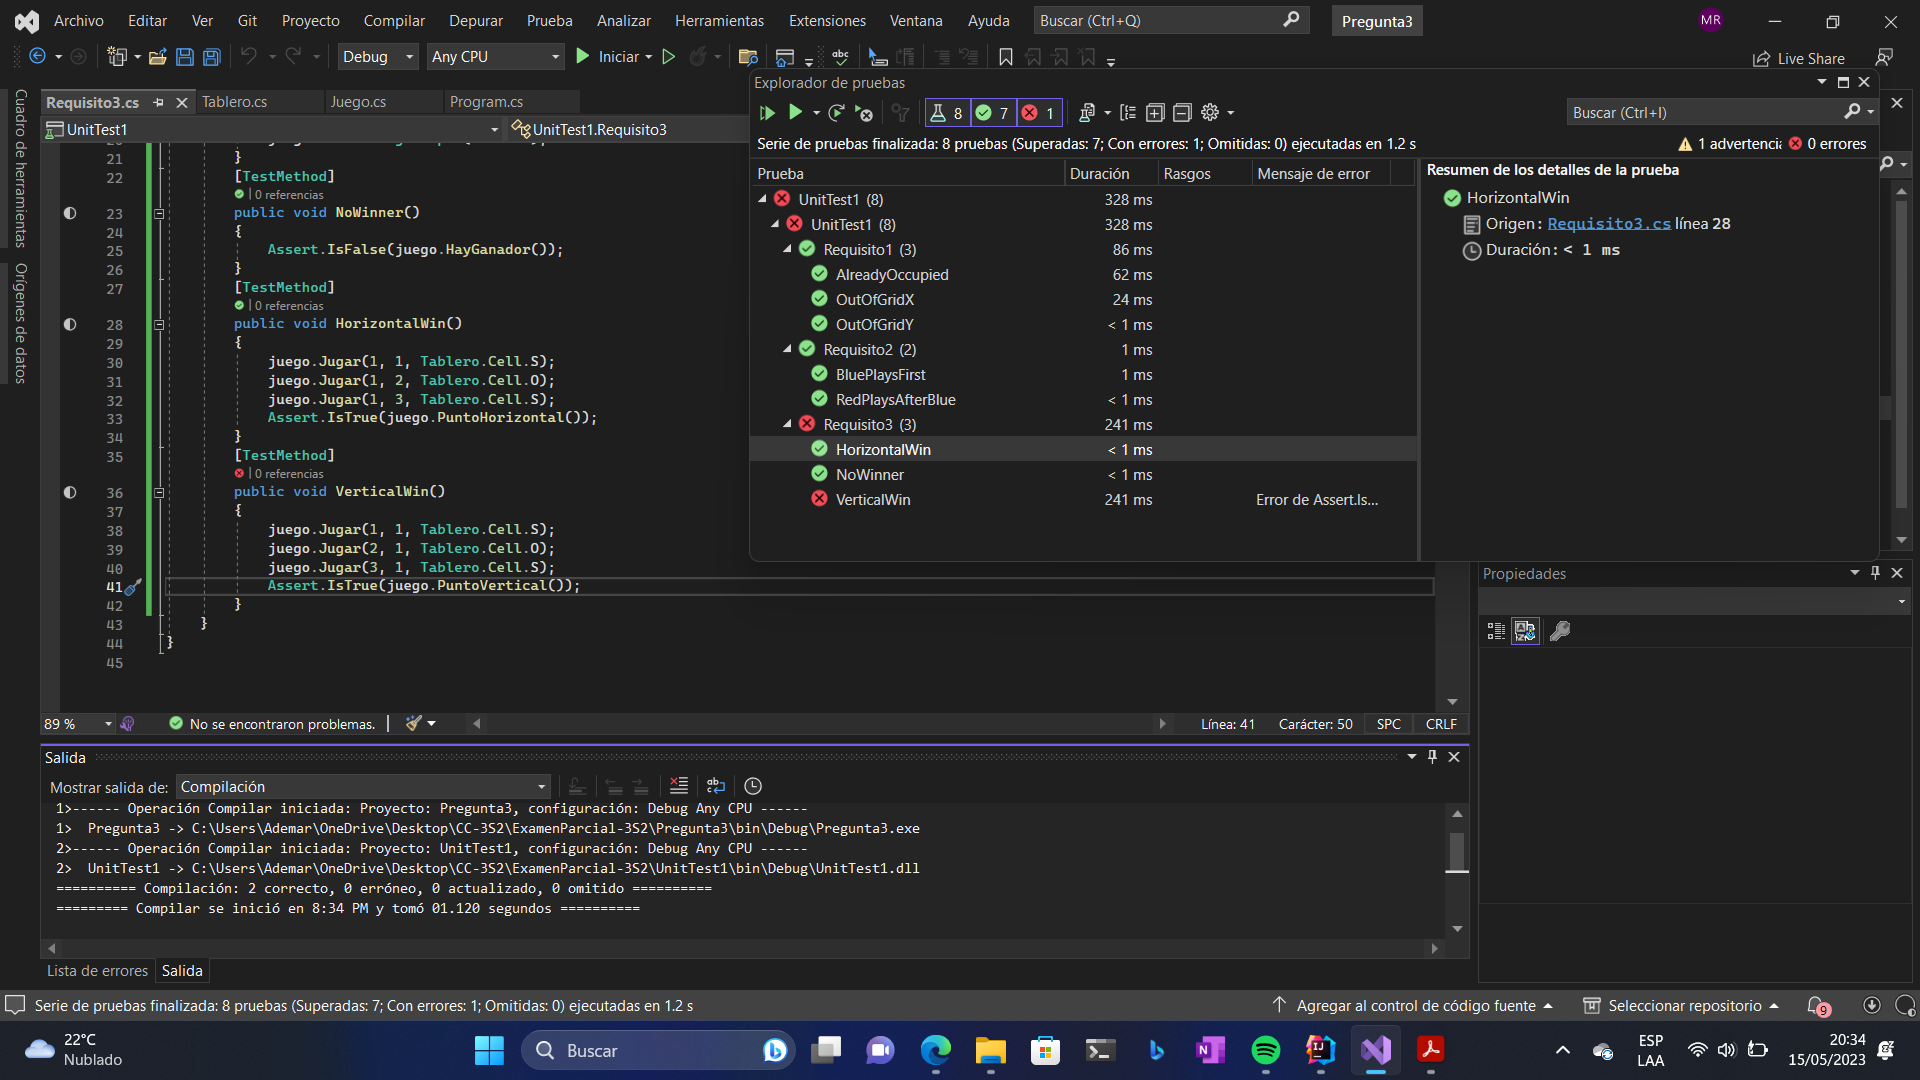 Archivo Editar Ver Git Proyecto Compilar Depurar Prueba Analizar Herramientas Extensiones Ventana Ayuda Buscar (Ctrl+Q) Pregunta3 MR
Debug Any CPU Iniciar abc Live Share
Cuadro de herramientas
Orígenes de datos
Requisito3.cs Tablero.cs Juego.cs Program.cs
UnitTest1 UnitTest1.Requisito3
21 }
22 [TestMethod]
0 referencias
23 public void NoWinner()
24 {
25 Assert.IsFalse(juego.HayGanador());
26 }
27 [TestMethod]
0 referencias
28 public void HorizontalWin()
29 {
30 juego.Jugar(1, 1, Tablero.Cell.S);
31 juego.Jugar(1, 2, Tablero.Cell.O);
32 juego.Jugar(1, 3, Tablero.Cell.S);
33 Assert.IsTrue(juego.PuntoHorizontal());
34 }
35 [TestMethod]
0 referencias
36 public void VerticalWin()
37 {
38 juego.Jugar(1, 1, Tablero.Cell.S);
39 juego.Jugar(2, 1, Tablero.Cell.O);
40 juego.Jugar(3, 1, Tablero.Cell.S);
41 Assert.IsTrue(juego.PuntoVertical());
42 }
43 }
44 }
45
89 % No se encontraron problemas. Línea: 41 Carácter: 50 SPC CRLF
Explorador de pruebas
8 7 1 Buscar (Ctrl+I)
Serie de pruebas finalizada: 8 pruebas (Superadas: 7; Con errores: 1; Omitidas: 0) ejecutadas en 1.2 s 1 advertencia 0 errores
Prueba Duración Rasgos Mensaje de error
UnitTest1 (8) 328 ms
UnitTest1 (8) 328 ms
Requisito1 (3) 86 ms
AlreadyOccupied 62 ms
OutOfGridX 24 ms
OutOfGridY < 1 ms
Requisito2 (2) 1 ms
BluePlaysFirst 1 ms
RedPlaysAfterBlue < 1 ms
Requisito3 (3) 241 ms
HorizontalWin < 1 ms
NoWinner < 1 ms
VerticalWin 241 ms Error de Assert.Is...
Resumen de los detalles de la prueba
HorizontalWin
Origen: Requisito3.cs línea 28
Duración: < 1 ms
Propiedades
Salida
Mostrar salida de: Compilación
1>------ Operación Compilar iniciada: Proyecto: Pregunta3, configuración: Debug Any CPU ------
1> Pregunta3 -> C:\Users\Ademar\OneDrive\Desktop\CC-3S2\ExamenParcial-3S2\Pregunta3\bin\Debug\Pregunta3.exe
2>------ Operación Compilar iniciada: Proyecto: UnitTest1, configuración: Debug Any CPU ------
2> UnitTest1 -> C:\Users\Ademar\OneDrive\Desktop\CC-3S2\ExamenParcial-3S2\UnitTest1\bin\Debug\UnitTest1.dll
========== Compilación: 2 correcto, 0 erróneo, 0 actualizado, 0 omitido ==========
========= Compilar se inició en 8:34 PM y tomó 01.120 segundos ==========
Lista de errores Salida
Serie de pruebas finalizada: 8 pruebas (Superadas: 7; Con errores: 1; Omitidas: 0) ejecutadas en 1.2 s Agregar al control de código fuente Seleccionar repositorio 9
22°C
Nublado
Buscar
ESP
LAA
20:34
15/05/2023